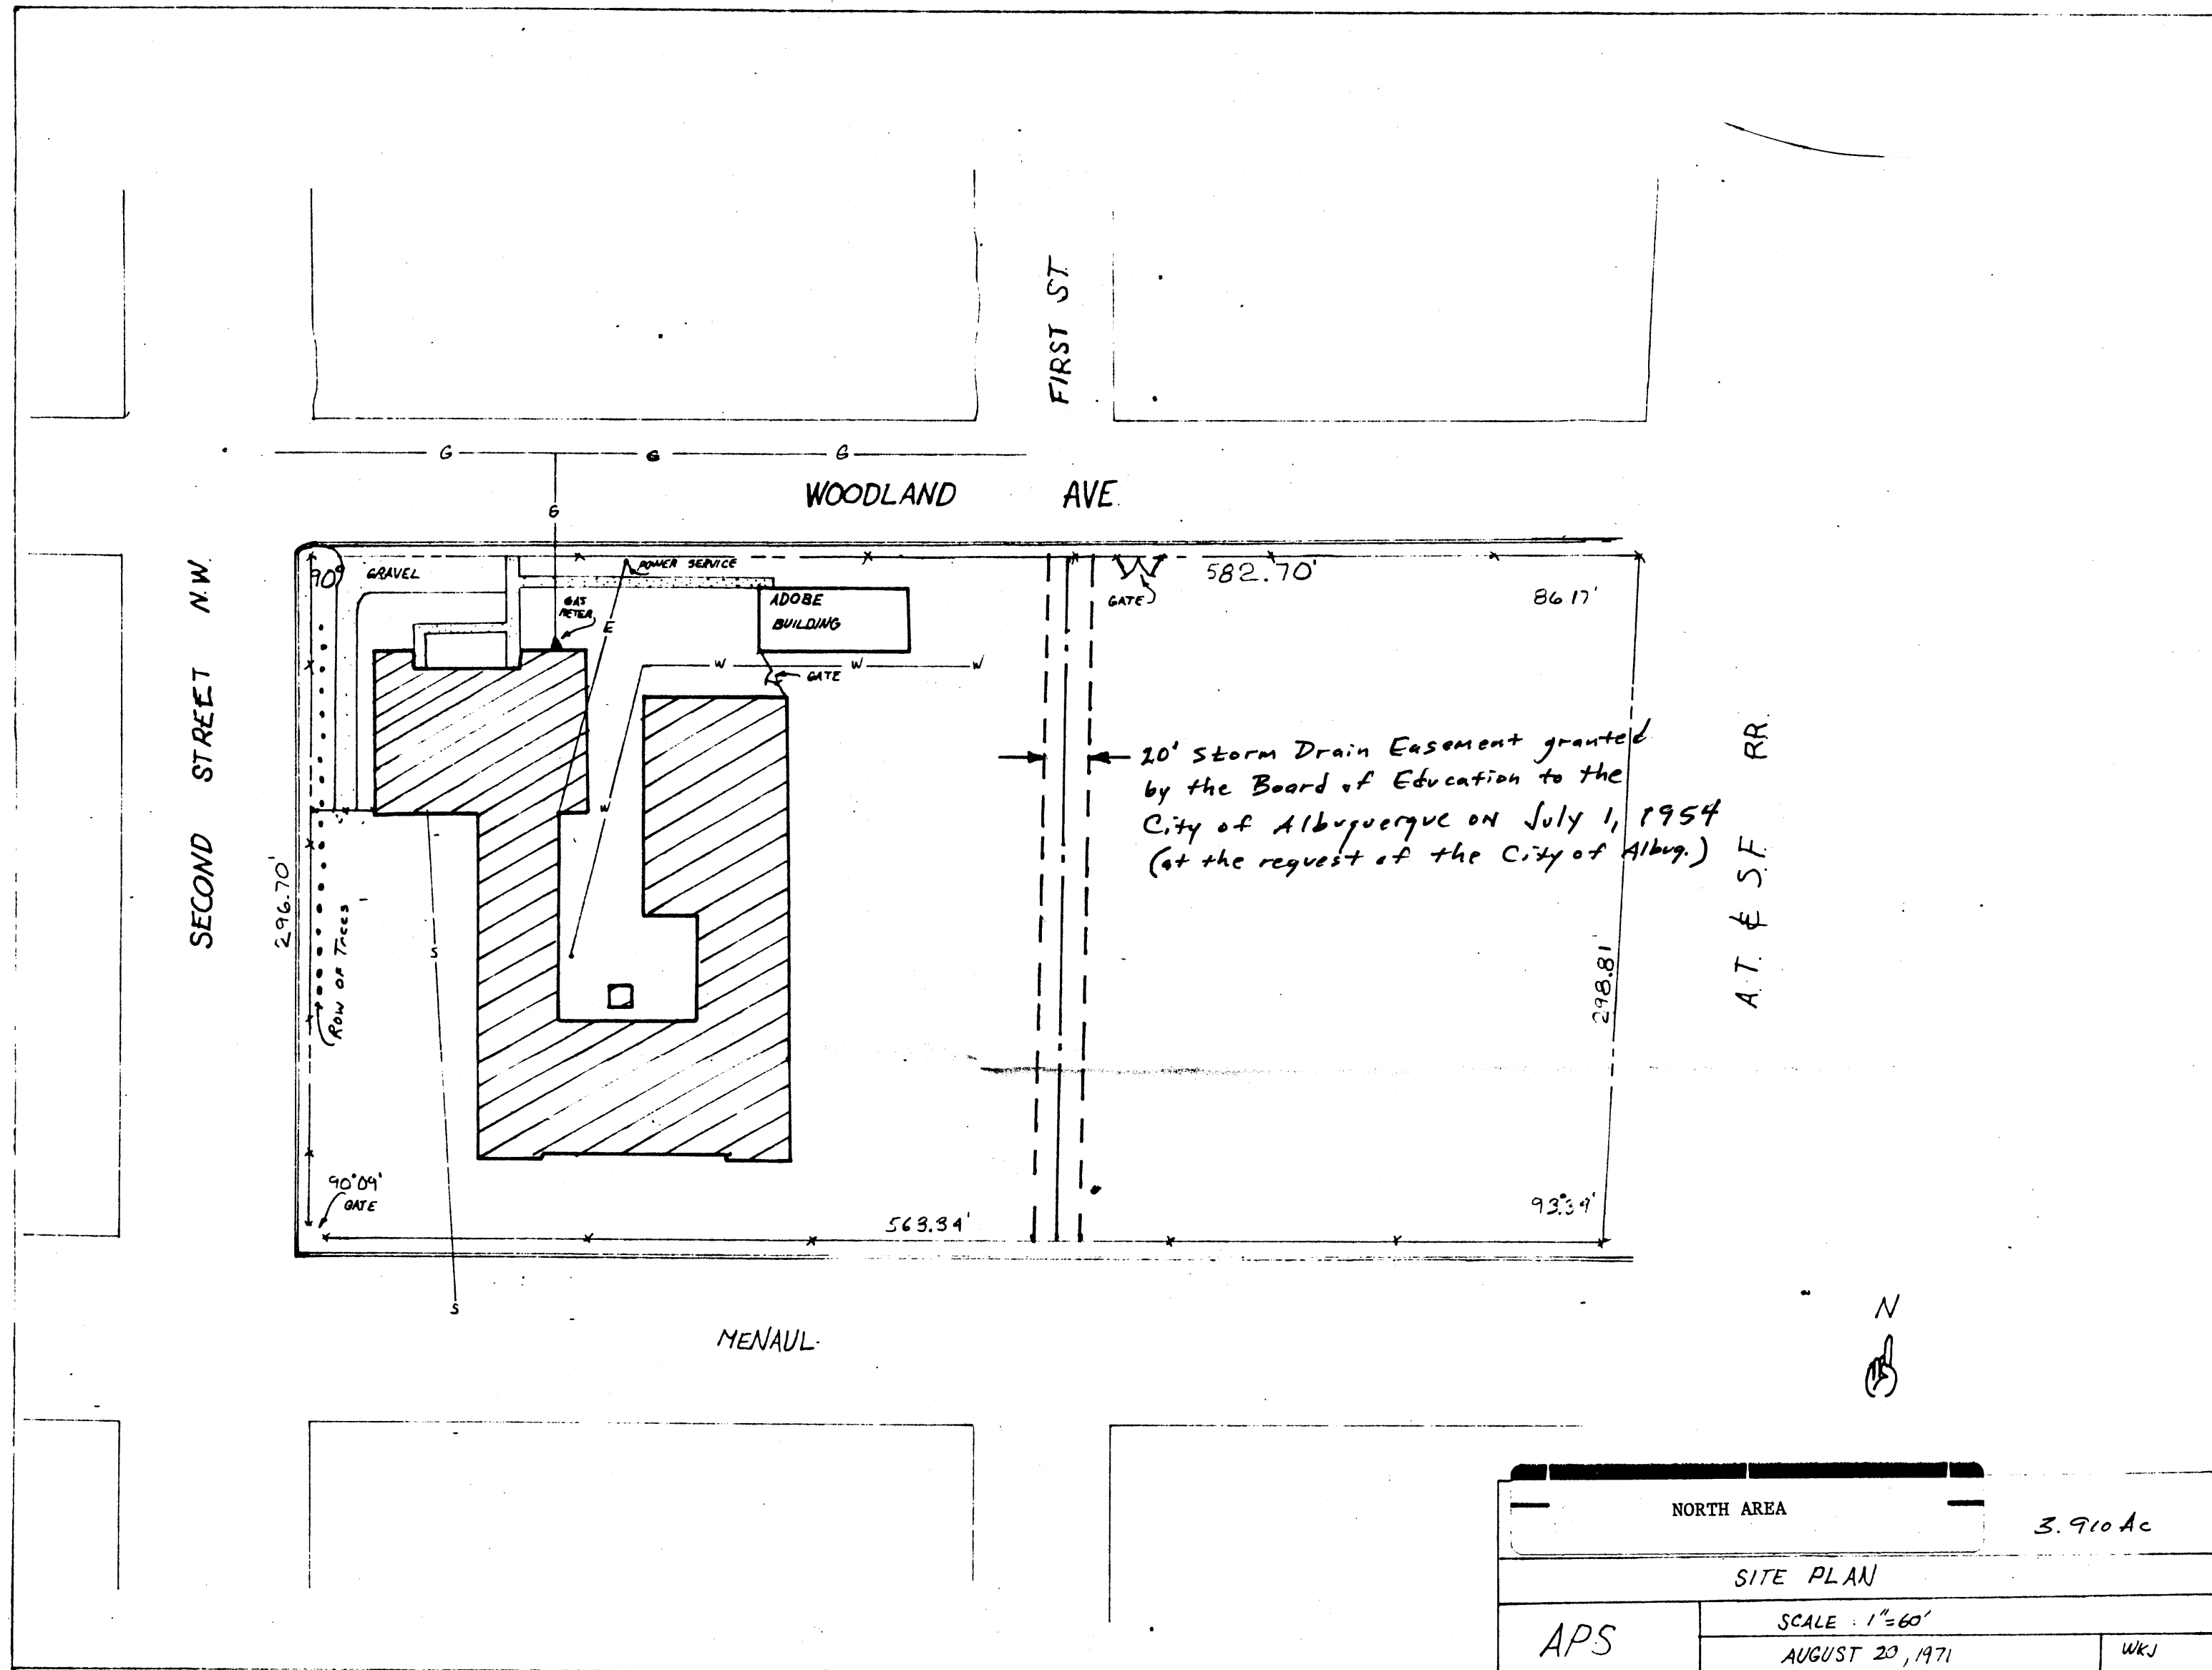 FIRST ST.
G G G
WOODLAND AVE.
G
SECOND STREET N.W.
90°
GRAVEL
POWER SERVICE
GAS
METER
E
ADOBE
BUILDING
GATE
582.70'
86 17'
W W W
GATE
W
20' Storm Drain Easement granted
by the Board of Education to the
City of Albuquerque on July 1, 1954
(at the request of the City of Albuq.)
A.T. & S.F. RR.
296.70'
Row of Trees
S
298.81'
90°09'
GATE
563.34'
93°39'
S
MENAUL
N
NORTH AREA
3.910 Ac
SITE PLAN
APS
SCALE : 1"=60'
AUGUST 20, 1971
WKJ